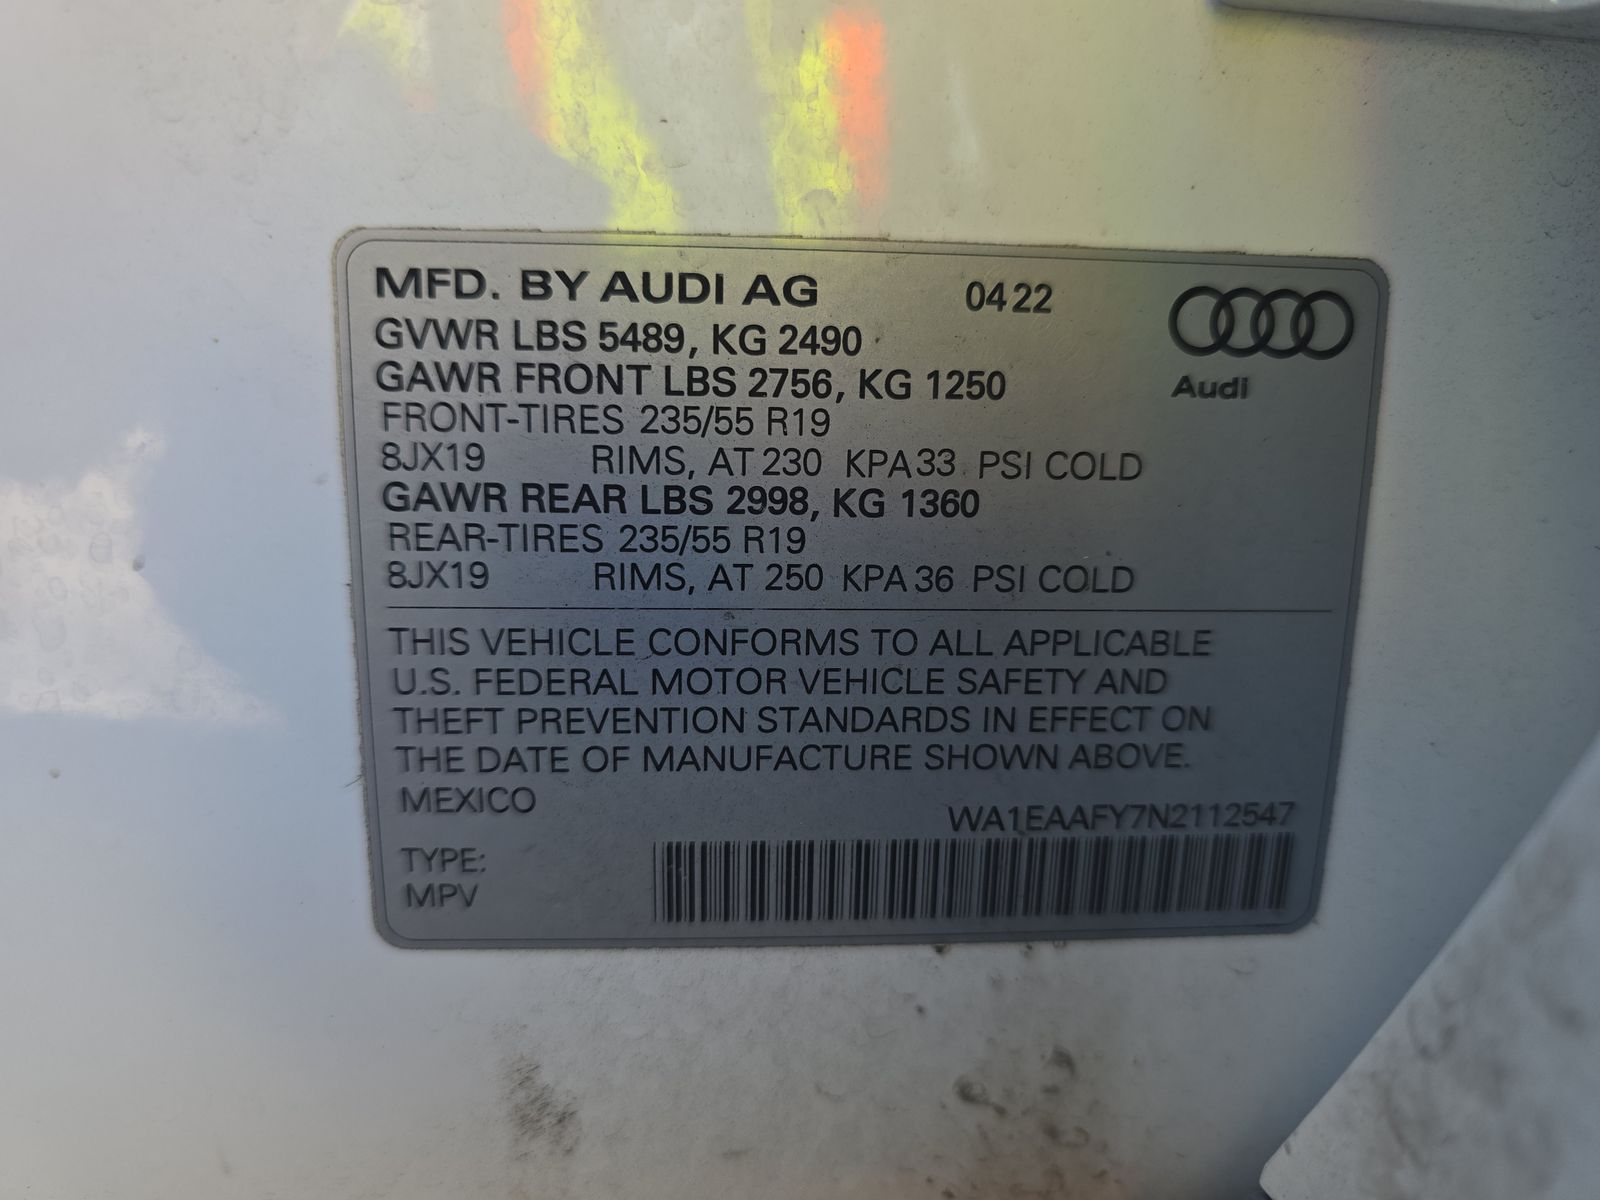 MFD. BY AUDI AG 0422
GVWR LBS 5489, KG 2490
GAWR FRONT LBS 2756, KG 1250
Audi
FRONT-TIRES 235/55 R19
8JX19 RIMS, AT 230 KPA 33 PSI COLD
GAWR REAR LBS 2998, KG 1360
REAR-TIRES 235/55 R19
8JX19 RIMS, AT 250 KPA 36 PSI COLD
THIS VEHICLE CONFORMS TO ALL APPLICABLE
U.S. FEDERAL MOTOR VEHICLE SAFETY AND
THEFT PREVENTION STANDARDS IN EFFECT ON
THE DATE OF MANUFACTURE SHOWN ABOVE.
MEXICO
WA1EAAFY7N2112547
TYPE:
MPV